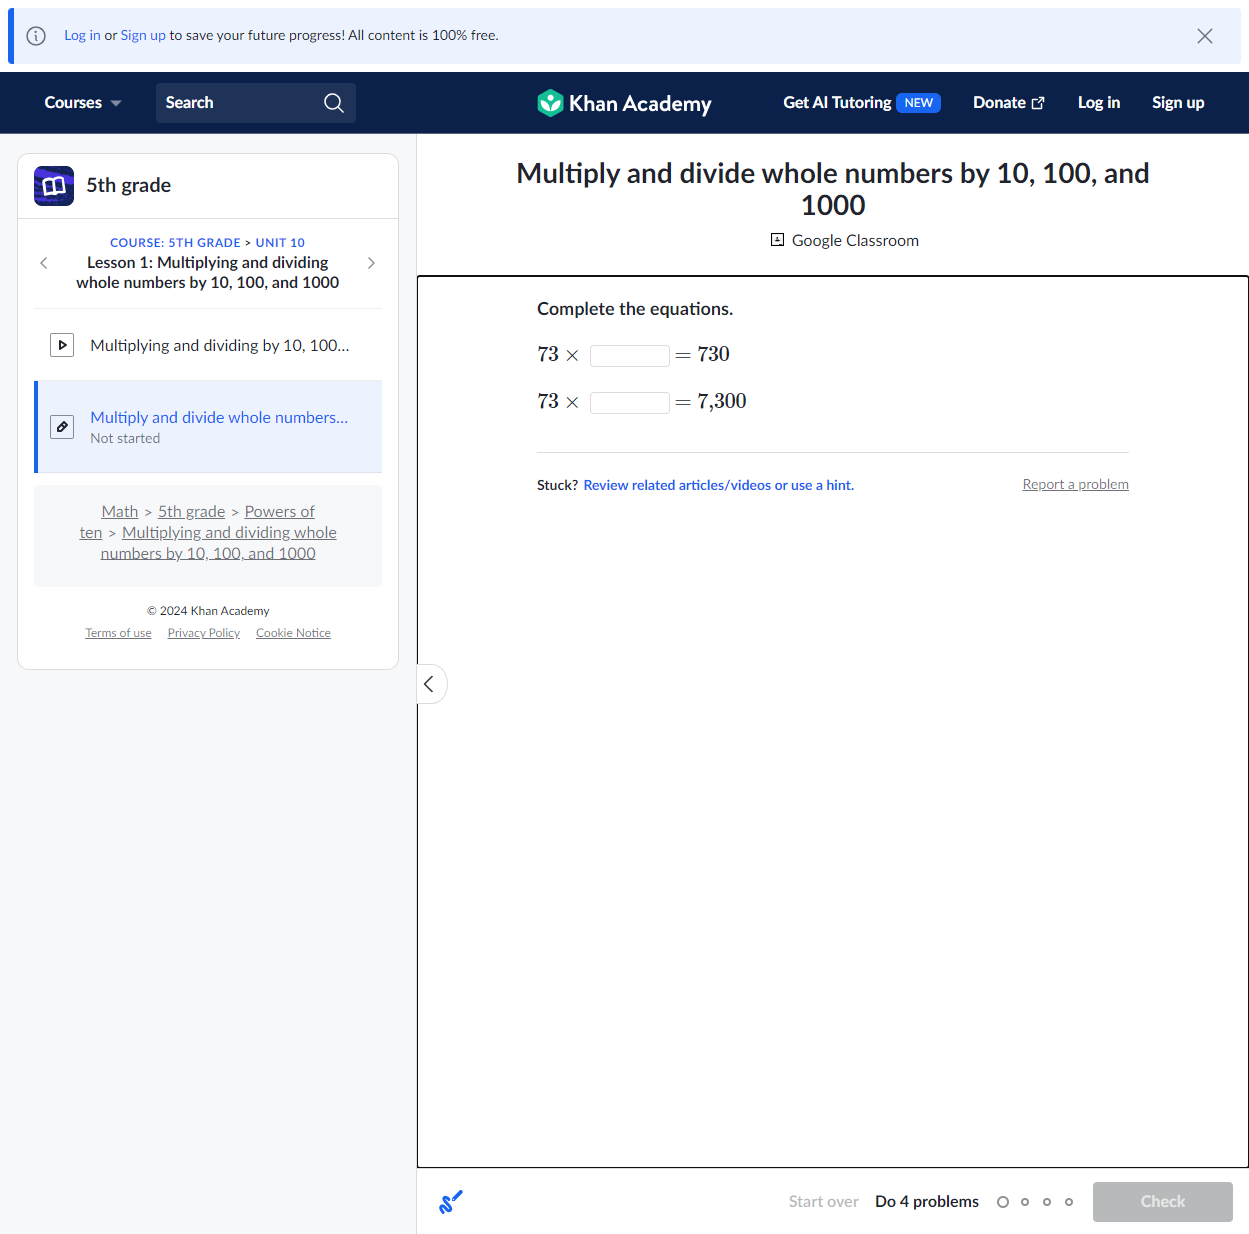 Log in or Sign up to save your future progress! All content is 100% free.
Courses
Search
Khan Academy
Get AI Tutoring NEW
Donate
Log in
Sign up
5th grade
COURSE: 5TH GRADE > UNIT 10
Lesson 1: Multiplying and dividing
whole numbers by 10, 100, and 1000
Multiplying and dividing by 10, 100...
Multiply and divide whole numbers...
Not started
Math > 5th grade > Powers of
ten > Multiplying and dividing whole
numbers by 10, 100, and 1000
© 2024 Khan Academy
Terms of use Privacy Policy Cookie Notice
Multiply and divide whole numbers by 10, 100, and
1000
Google Classroom
Complete the equations.
73 × = 730
73 × = 7,300
Stuck? Review related articles/videos or use a hint.
Report a problem
Start over
Do 4 problems
Check